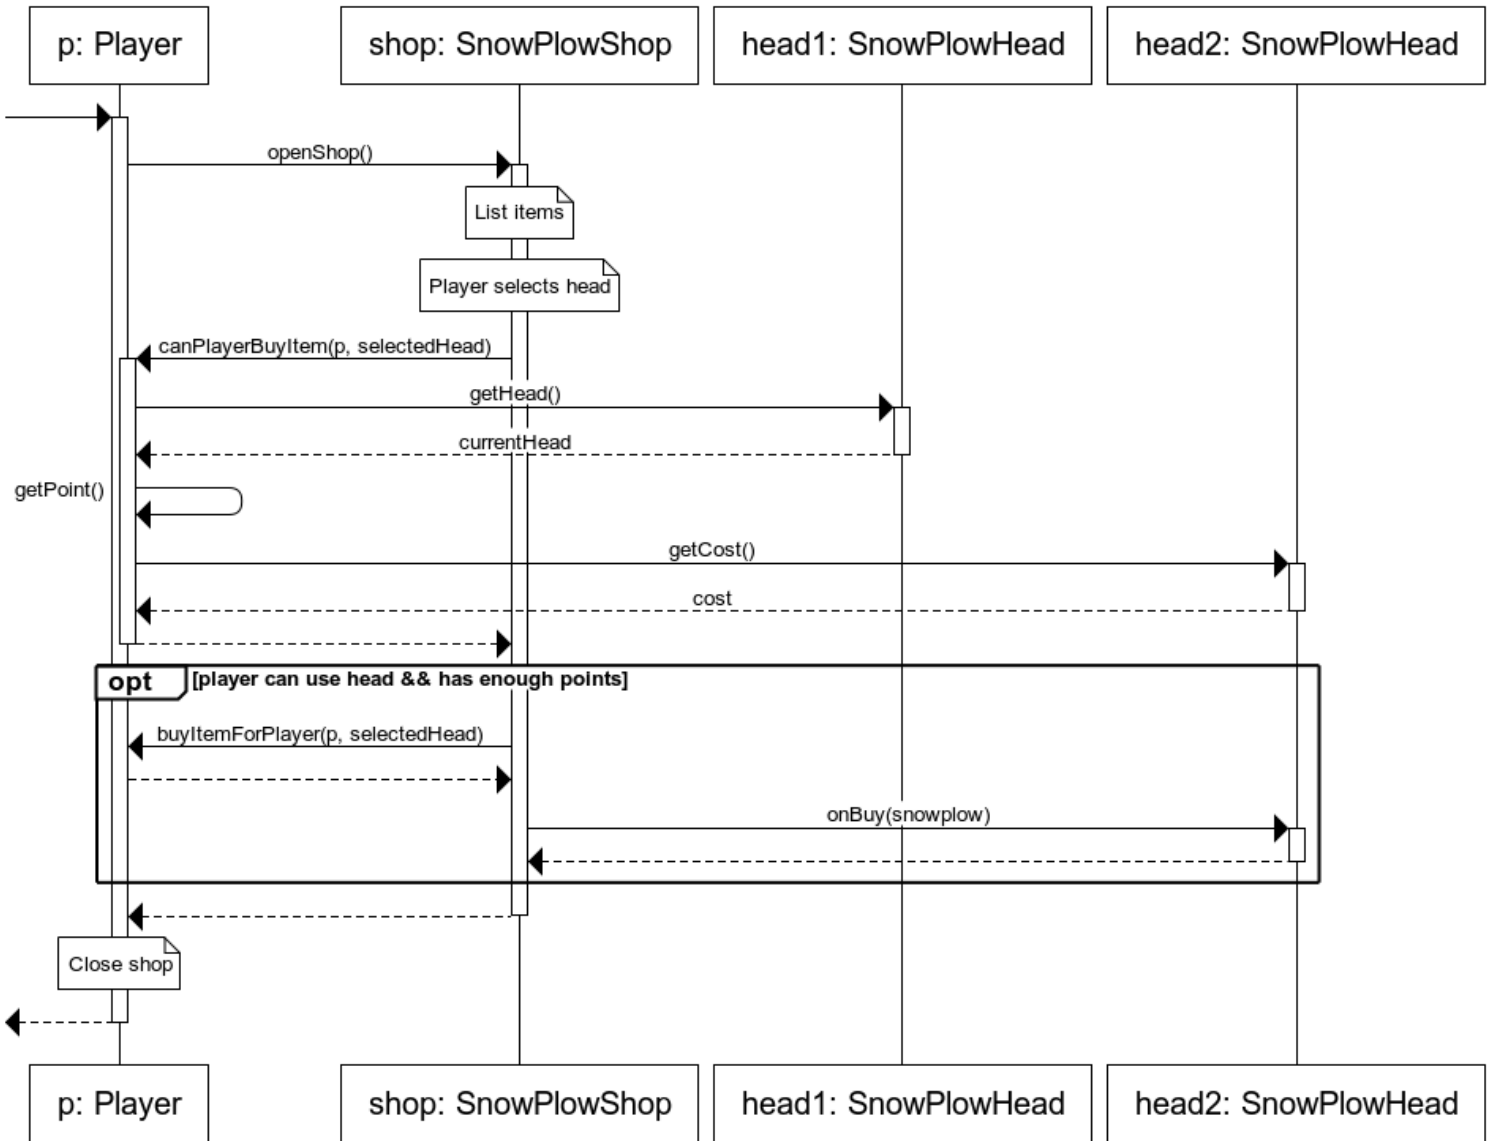 p: Player
shop: SnowPlowShop
head1: SnowPlowHead
head2: SnowPlowHead
openShop()
List items
Player selects head
canPlayerBuyItem(p, selectedHead)
getHead()
currentHead
getPoint()
getCost()
cost
opt [player can use head && has enough points]
buyItemForPlayer(p, selectedHead)
onBuy(snowplow)
Close shop
p: Player
shop: SnowPlowShop
head1: SnowPlowHead
head2: SnowPlowHead